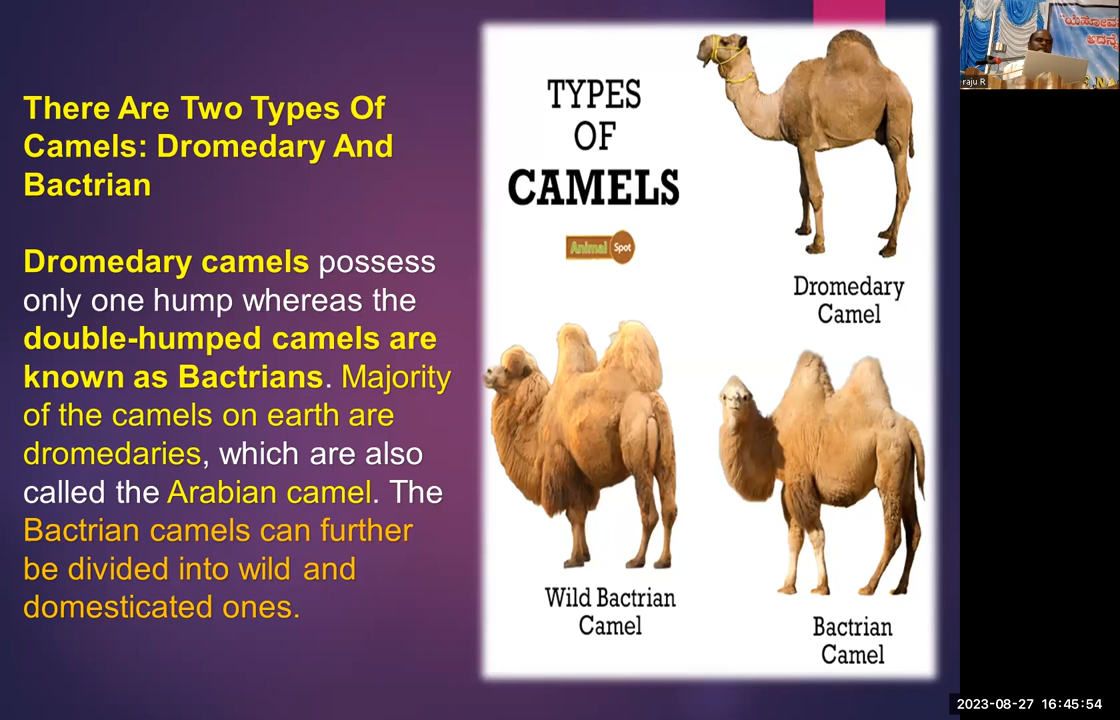 There Are Two Types Of
Camels: Dromedary And
Bactrian
Dromedary camels possess
only one hump whereas the
double-humped camels are
known as Bactrians. Majority
of the camels on earth are
dromedaries, which are also
called the Arabian camel. The
Bactrian camels can further
be divided into wild and
domesticated ones.
TYPES
OF
CAMELS
Animal Spot
Dromedary
Camel
Wild Bactrian
Camel
Bactrian
Camel
raju R
2023-08-27 16:45:54